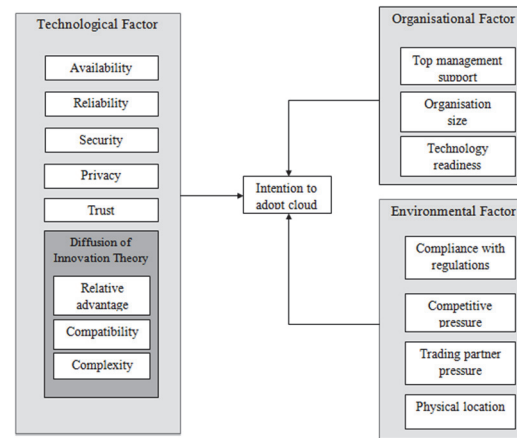 Technological Factor
Availability
Reliability
Security
Privacy
Trust
Diffusion of
Innovation Theory
Relative
advantage
Compatibility
Complexity
Intention to
adopt cloud
Organisational Factor
Top management
support
Organisation
size
Technology
readiness
Environmental Factor
Compliance with
regulations
Competitive
pressure
Trading partner
pressure
Physical location